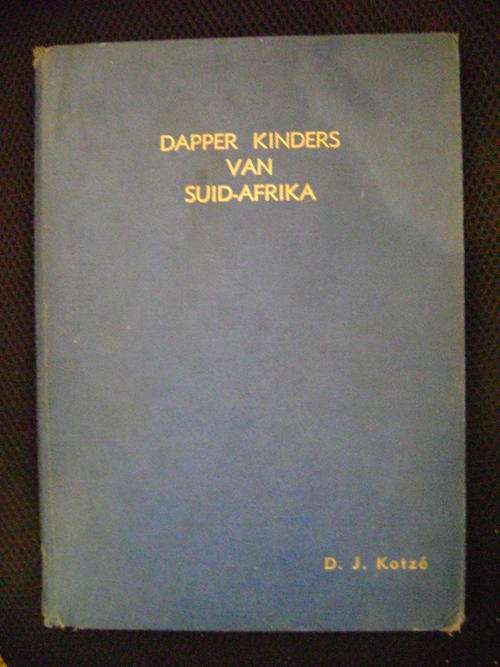 DAPPER KINDERS
VAN
SUID-AFRIKA
D. J. Kotzé